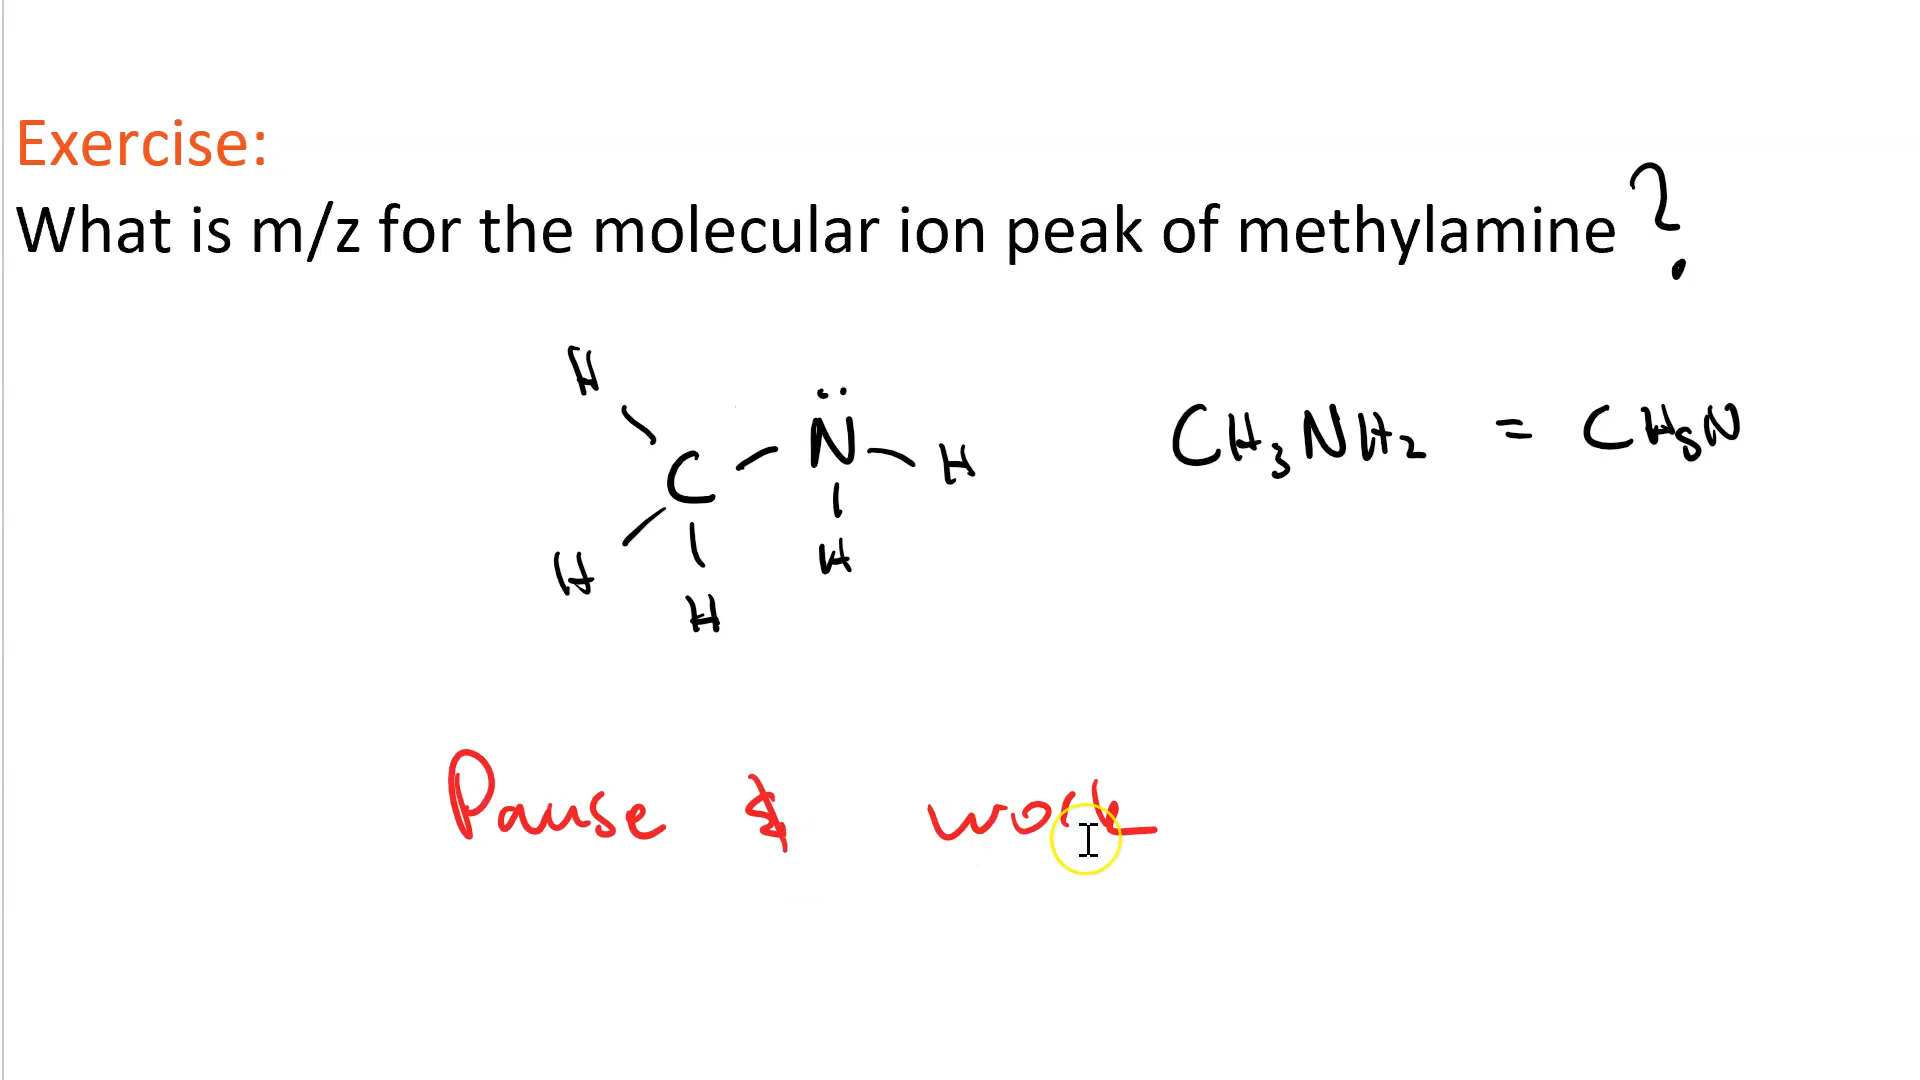 Exercise:
What is m/z for the molecular ion peak of methylamine ?
H
N H
C
H H
H
CH3NH2 = CH5N
Pause & work